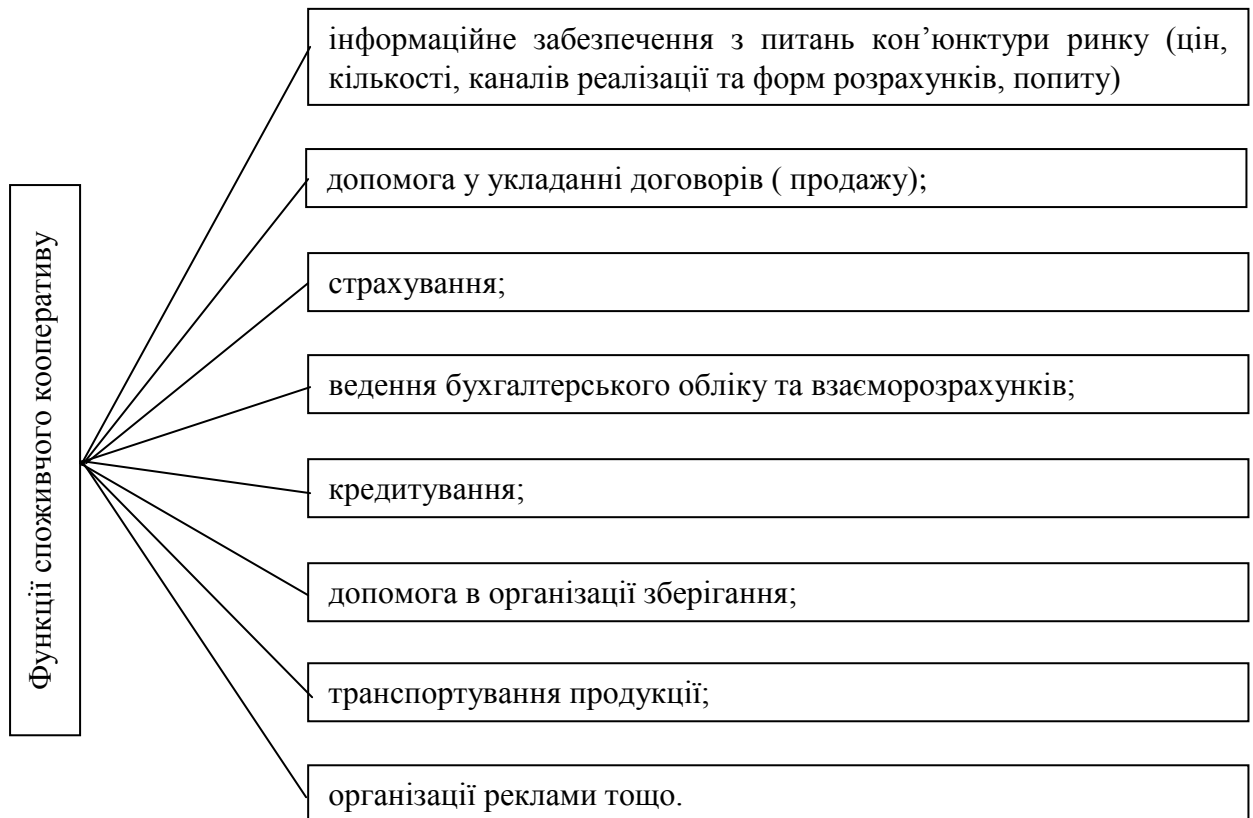 Функції споживчого кооперативу
інформаційне забезпечення з питань кон’юнктури ринку (цін,
кількості, каналів реалізації та форм розрахунків, попиту)
допомога у укладанні договорів ( продажу);
страхування;
ведення бухгалтерського обліку та взаєморозрахунків;
кредитування;
допомога в організації зберігання;
транспортування продукції;
організації реклами тощо.